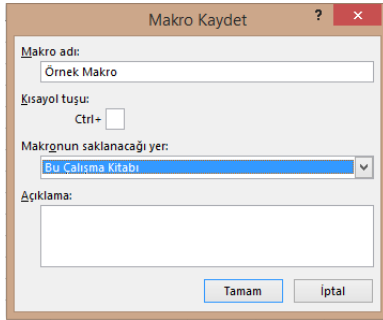 Makro Kaydet
Makro adı:
Örnek Makro
Kısayol tuşu:
Ctrl+
Makronun saklanacağı yer:
Bu Çalışma Kitabı
Açıklama:
Tamam İptal